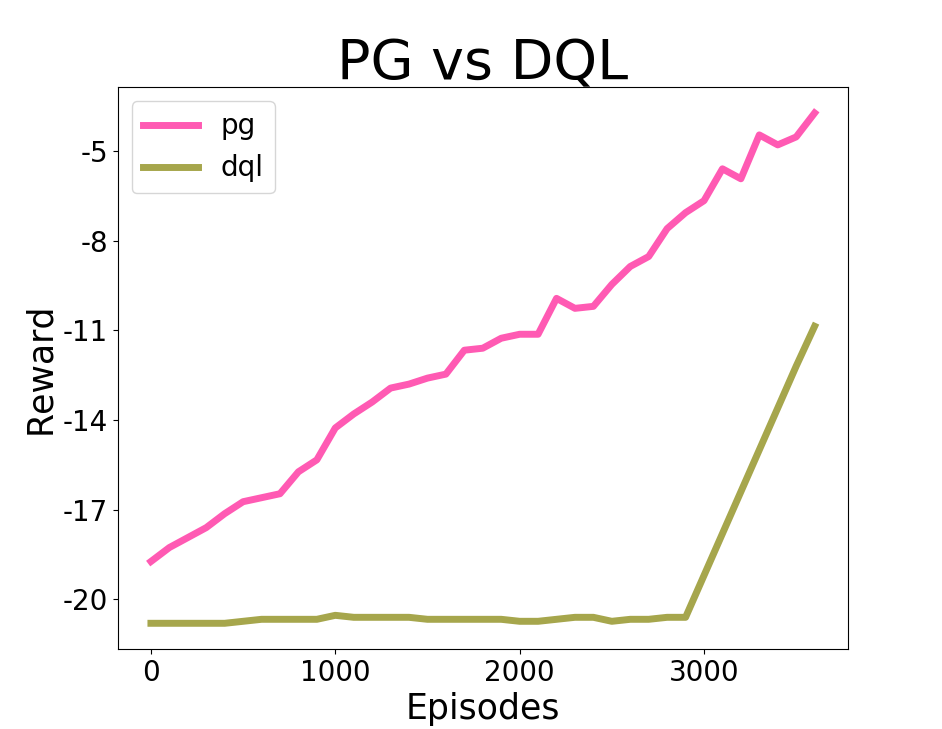 PG vs DQL
pg
dql
-5
-8
-11
-14
-17
-20
Reward
0 1000 2000 3000
Episodes